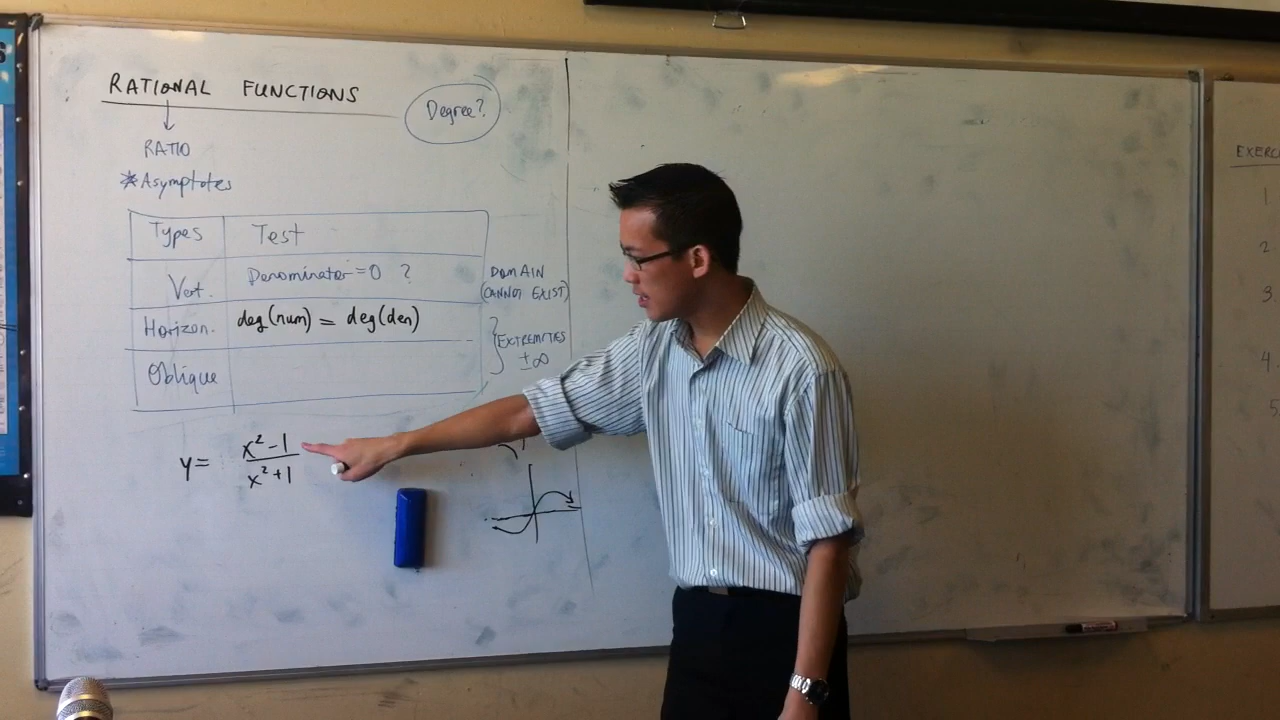 RATIONAL FUNCTIONS
Degree?
RATIO
*Asymptotes
Types Test
Vert. Denominator=0 ?
DOMAIN
(CANNOT EXIST)
Horizon. deg(num) = deg(den)
EXTREMITIES
±∞
Oblique
y= x²-1
x²+1
EXERC
1.
2
3.
4.
5